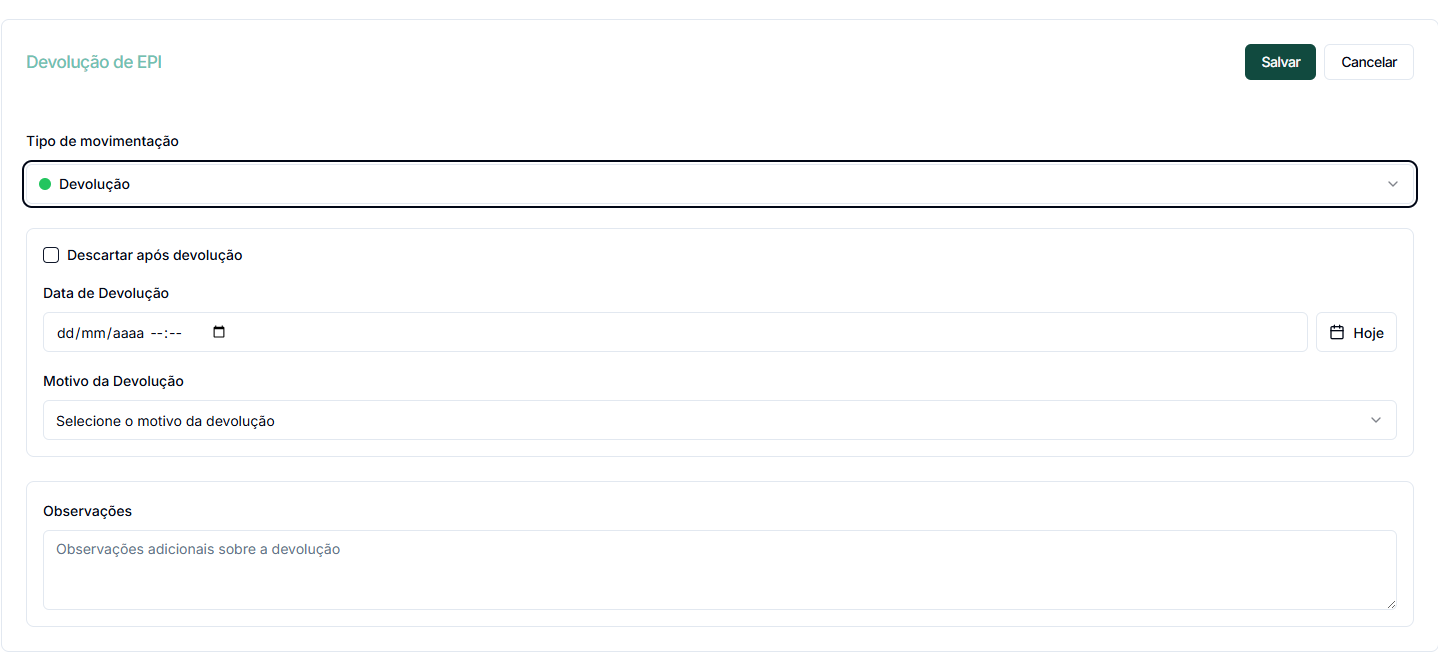 Devolução de EPI
Salvar
Cancelar
Tipo de movimentação
Devolução
Descartar após devolução
Data de Devolução
dd/mm/aaaa --:--
Hoje
Motivo da Devolução
Selecione o motivo da devolução
Observações
Observações adicionais sobre a devolução